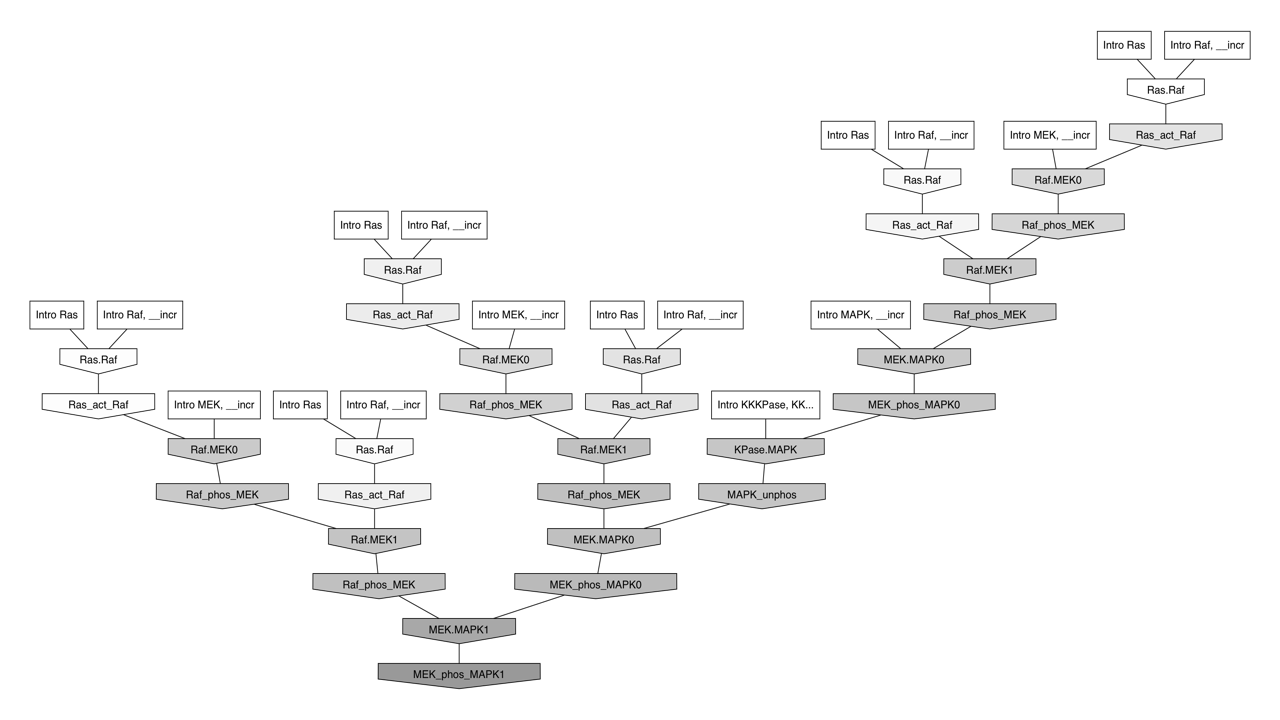 Intro Ras
Intro Raf, __incr
Ras.Raf
Intro Ras
Intro Raf, __incr
Intro MEK, __incr
Ras_act_Raf
Ras.Raf
Raf.MEK0
Intro Ras
Intro Raf, __incr
Ras_act_Raf
Raf_phos_MEK
Ras.Raf
Raf.MEK1
Intro Ras
Intro Raf, __incr
Ras_act_Raf
Intro MEK, __incr
Intro Ras
Intro Raf, __incr
Intro MAPK, __incr
Raf_phos_MEK
Ras.Raf
Raf.MEK0
Ras.Raf
MEK.MAPK0
Ras_act_Raf
Intro MEK, __incr
Intro Ras
Intro Raf, __incr
Raf_phos_MEK
Ras_act_Raf
Intro KKKPase, KK...
MEK_phos_MAPK0
Raf.MEK0
Ras.Raf
Raf.MEK1
KPase.MAPK
Raf_phos_MEK
Ras_act_Raf
Raf_phos_MEK
MAPK_unphos
Raf.MEK1
MEK.MAPK0
Raf_phos_MEK
MEK_phos_MAPK0
MEK.MAPK1
MEK_phos_MAPK1